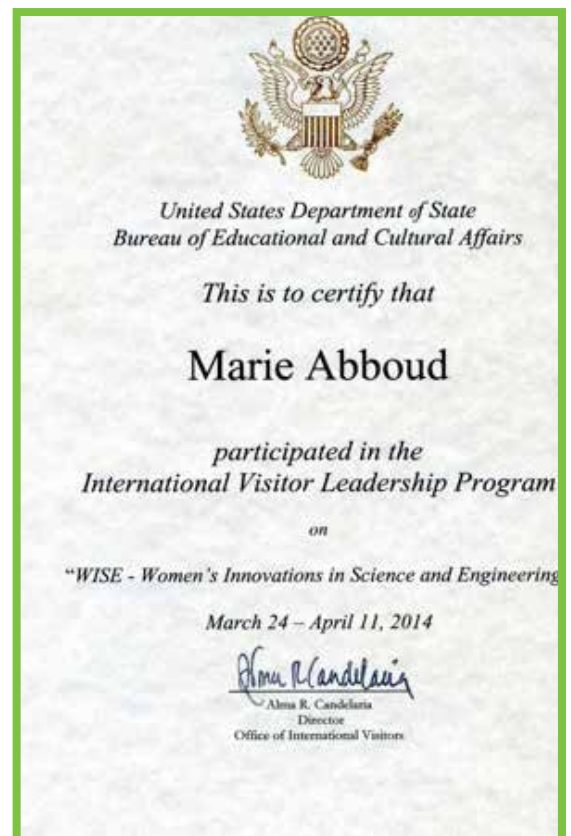 United States Department of State
Bureau of Educational and Cultural Affairs
This is to certify that
Marie Abboud
participated in the
International Visitor Leadership Program
on
“WISE - Women’s Innovations in Science and Engineering
March 24 – April 11, 2014
Alma R Candelaria
Alma R. Candelaria
Director
Office of International Visitors